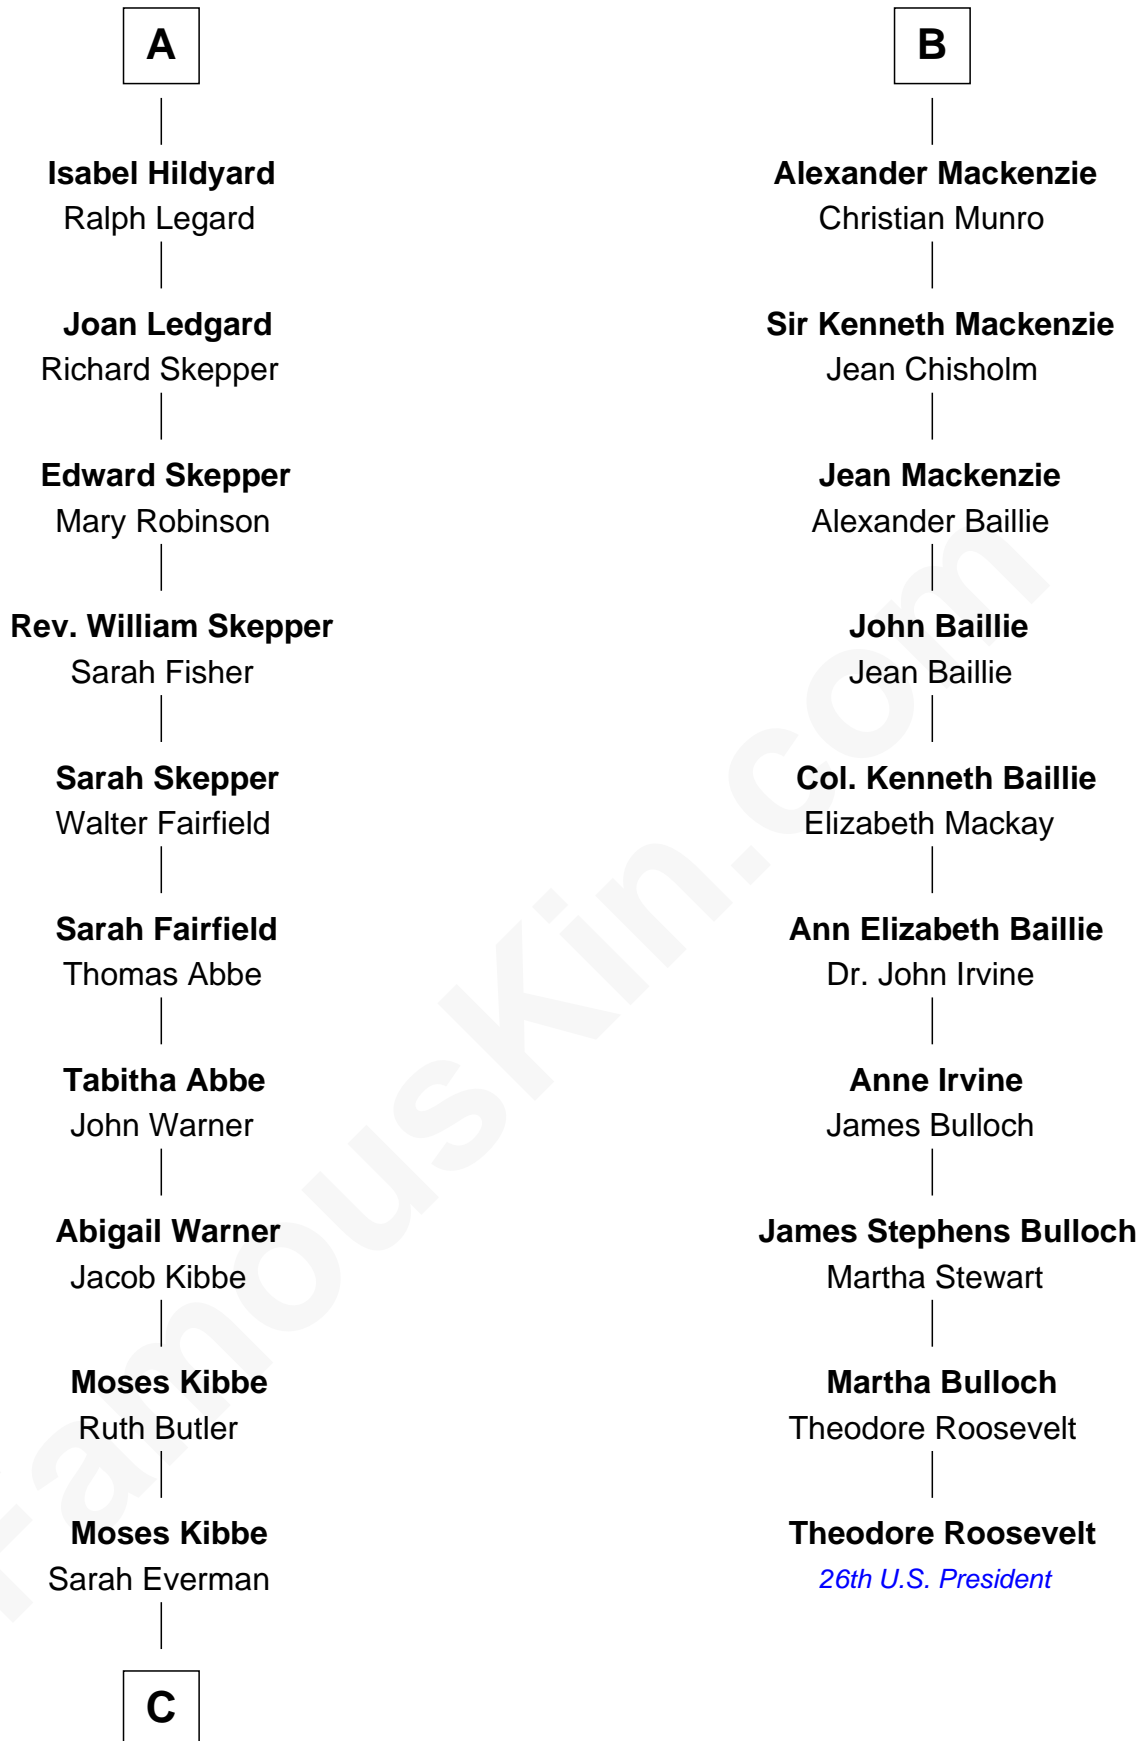 A
Isabel Hildyard
Ralph Legard
Joan Ledgard
Richard Skepper
Edward Skepper
Mary Robinson
Rev. William Skepper
Sarah Fisher
Sarah Skepper
Walter Fairfield
Sarah Fairfield
Thomas Abbe
Tabitha Abbe
John Warner
Abigail Warner
Jacob Kibbe
Moses Kibbe
Ruth Butler
Moses Kibbe
Sarah Everman
C
B
Alexander Mackenzie
Christian Munro
Sir Kenneth Mackenzie
Jean Chisholm
Jean Mackenzie
Alexander Baillie
John Baillie
Jean Baillie
Col. Kenneth Baillie
Elizabeth Mackay
Ann Elizabeth Baillie
Dr. John Irvine
Anne Irvine
James Bulloch
James Stephens Bulloch
Martha Stewart
Martha Bulloch
Theodore Roosevelt
Theodore Roosevelt
26th U.S. President
FamousKin.com